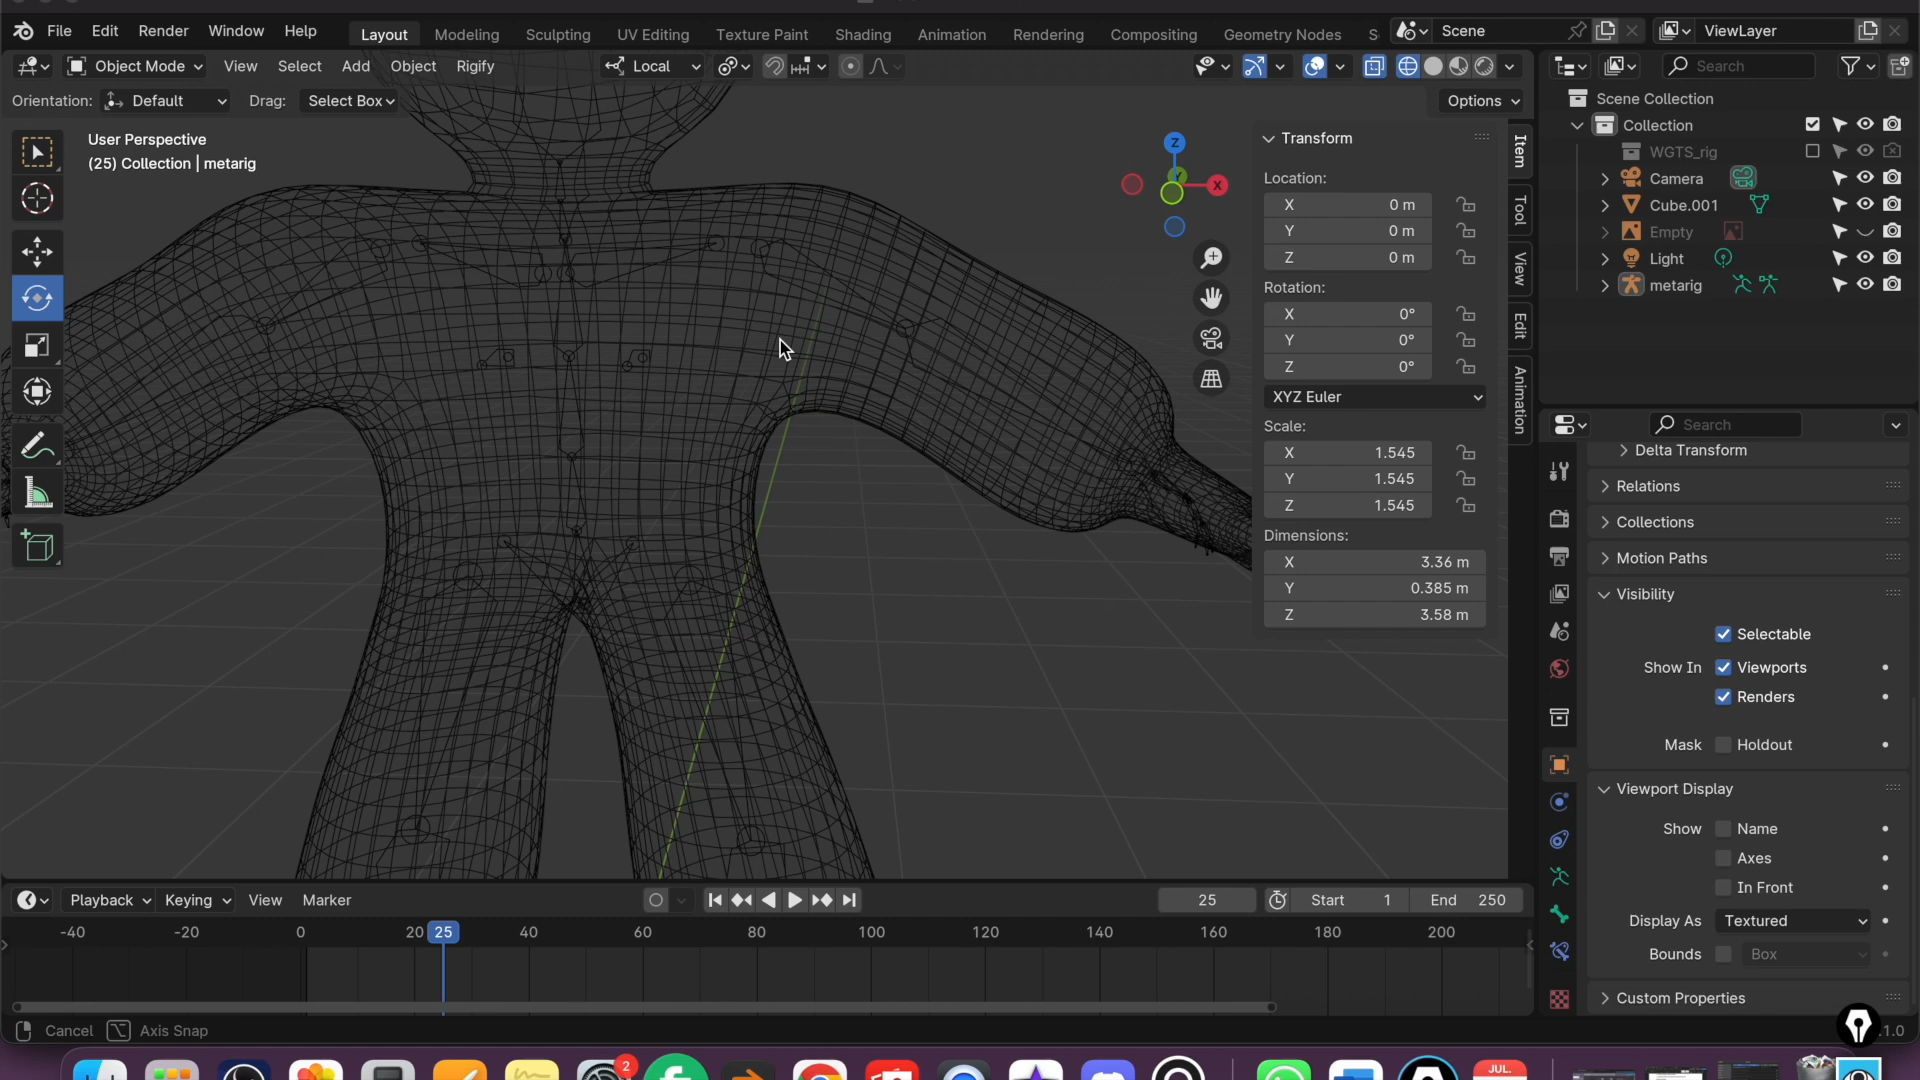 File Edit Render Window Help Layout Modeling Sculpting UV Editing Texture Paint Shading Animation Rendering Compositing Geometry Nodes S Scene ViewLayer
Object Mode View Select Add Object Rigify Local Search
Orientation: Default Drag: Select Box Options
User Perspective
(25) Collection | metarig
Z
X
Transform
Location:
X 0 m
Y 0 m
Z 0 m
Rotation:
X 0°
Y 0°
Z 0°
XYZ Euler
Scale:
X 1.545
Y 1.545
Z 1.545
Dimensions:
X 3.36 m
Y 0.385 m
Z 3.58 m
Item
Tool
View
Edit
Animation
Scene Collection
Collection
WGTS_rig
Camera
Cube.001
Empty
Light
metarig
Search
Delta Transform
Relations
Collections
Motion Paths
Visibility
Selectable
Show In Viewports
Renders
Mask Holdout
Viewport Display
Show Name
Axes
In Front
Display As Textured
Bounds Box
Custom Properties
Playback Keying View Marker 25 Start 1 End 250
-40 -20 0 20 25 40 60 80 100 120 140 160 180 200
Cancel Axis Snap .1.0
2
JUL.